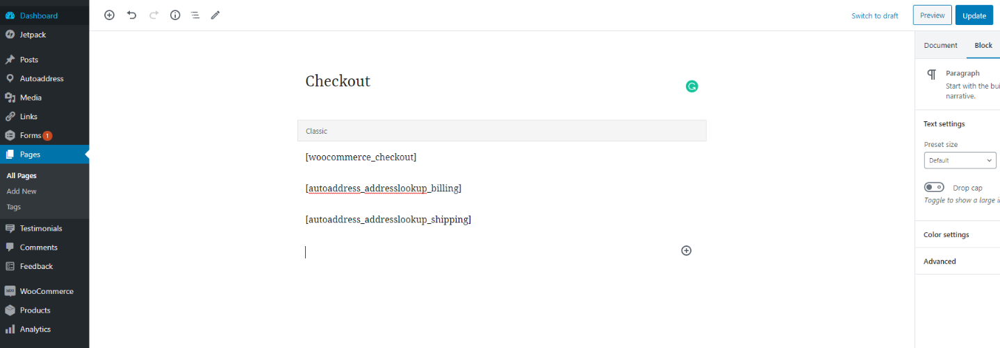 Dashboard
Switch to draft
Preview
Update
Jetpack
Posts
Autoaddress
Media
Links
Forms 1
Pages
All Pages
Add New
Tags
Testimonials
Comments
Feedback
WooCommerce
Products
Analytics
Checkout
Classic
[woocommerce_checkout]
[autoaddress_addresslookup_billing]
[autoaddress_addresslookup_shipping]
Document
Block
Paragraph
Start with the bui
narrative.
Text settings
Preset size
Default
Drop cap
Toggle to show a large i
Color settings
Advanced